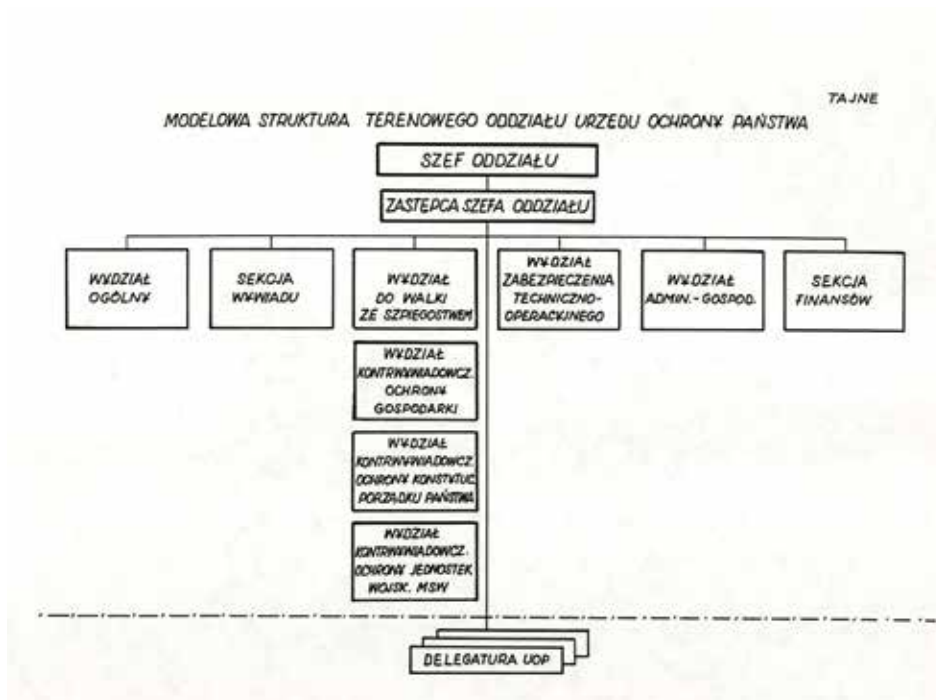 TAJNE
MODELOWA STRUKTURA TERENOWEGO ODDZIAŁU URZĘDU OCHRONY PAŃSTWA
SZEF ODDZIAŁU
ZASTĘPCA SZEFA ODDZIAŁU
WYDZIAŁ
OGÓLNY
SEKCJA
WYWIADU
WYDZIAŁ
DO WALKI
ZE SZPIEGOSTWEM
WYDZIAŁ
ZABEZPIECZENIA
TECHNICZNO-
OPERACYJNEGO
WYDZIAŁ
ADMIN.-GOSPOD.
SEKCJA
FINANSÓW
WYDZIAŁ
KONTRWYWIADOWCZ.
OCHRONY
GOSPODARKI
WYDZIAŁ
KONTRWYWIADOWCZ.
OCHRONY KONSTYTUC.
PORZĄDKU PAŃSTWA
WYDZIAŁ
KONTRWYWIADOWCZ.
OCHRONY JEDNOSTEK
WOJSK. MSW
DELEGATURA UOP